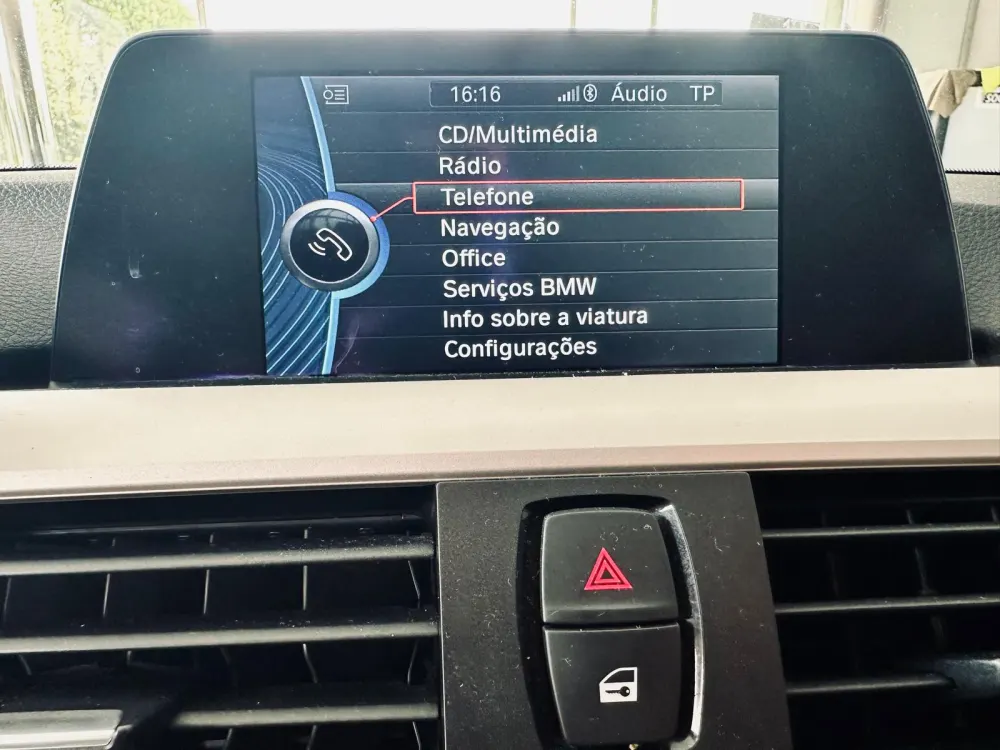 16:16 Áudio TP
CD/Multimédia
Rádio
Telefone
Navegação
Office
Serviços BMW
Info sobre a viatura
Configurações